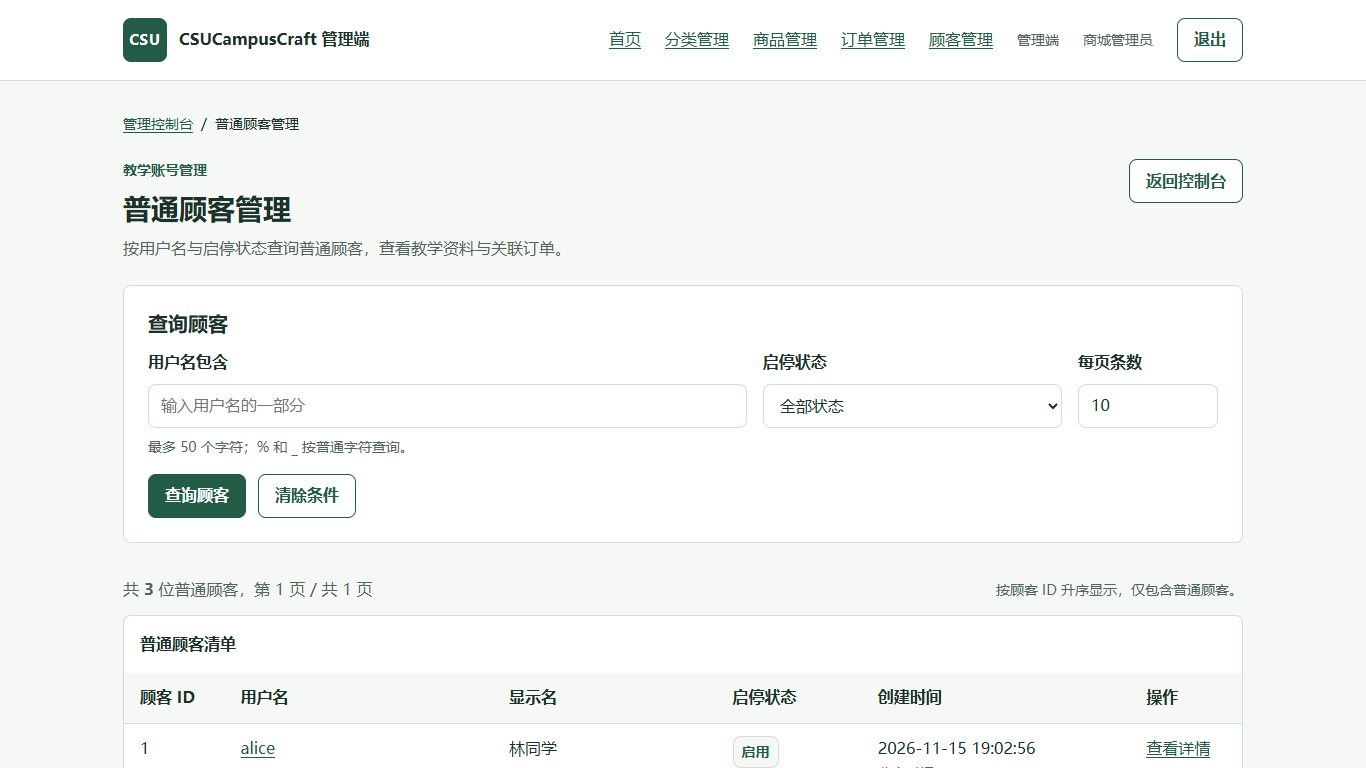 CSU CSUCampusCraft 管理端 首页 分类管理 商品管理 订单管理 顾客管理 管理端 商城管理员 退出
管理控制台 / 普通顾客管理
教学账号管理
返回控制台
普通顾客管理
按用户名与启停状态查询普通顾客，查看教学资料与关联订单。
查询顾客
用户名包含 启停状态 每页条数
输入用户名的一部分 全部状态 10
最多 50 个字符；% 和 _ 按普通字符查询。
查询顾客 清除条件
共 3 位普通顾客，第 1 页 / 共 1 页 按顾客 ID 升序显示，仅包含普通顾客。
普通顾客清单
顾客 ID 用户名 显示名 启停状态 创建时间 操作
1 alice 林同学 启用 2026-11-15 19:02:56 查看详情